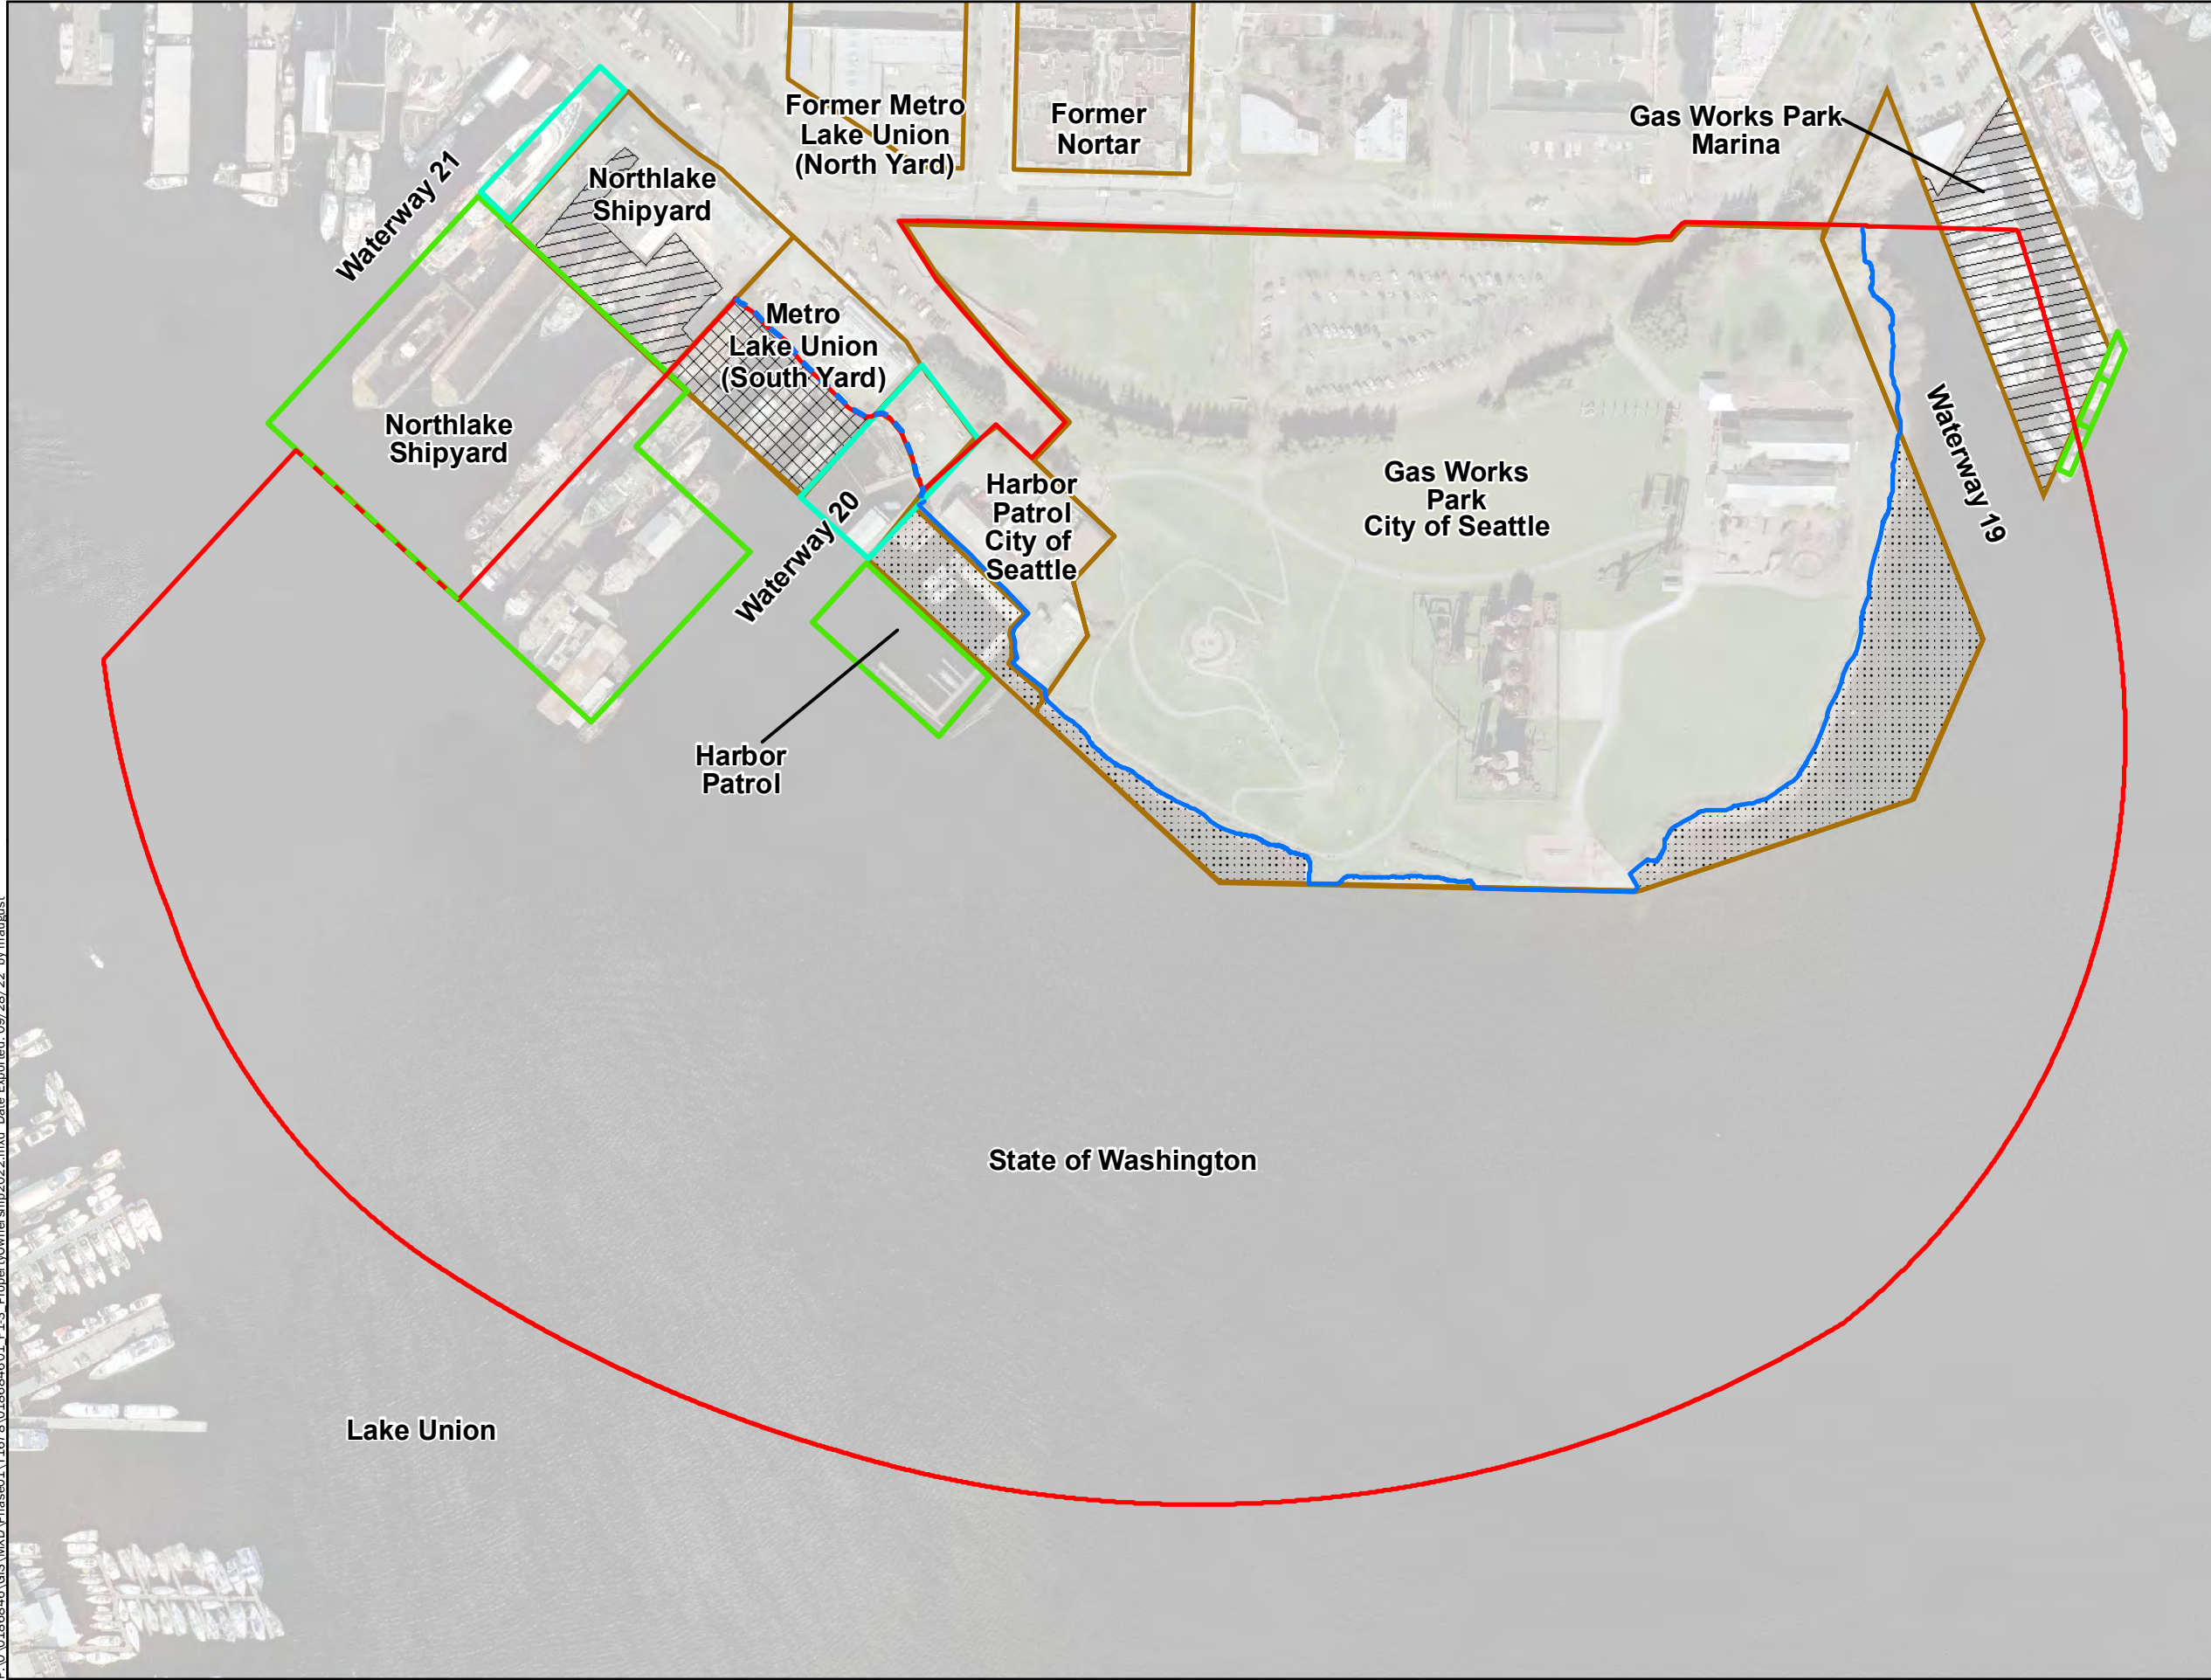 Former Metro
Lake Union
(North Yard)
Former
Nortar
Gas Works Park
Marina
Waterway 21
Northlake
Shipyard
Metro
Lake Union
(South Yard)
Northlake
Shipyard
Waterway 20
Harbor
Patrol
City of
Seattle
Gas Works
Park
City of Seattle
Waterway 19
Harbor
Patrol
State of Washington
Lake Union